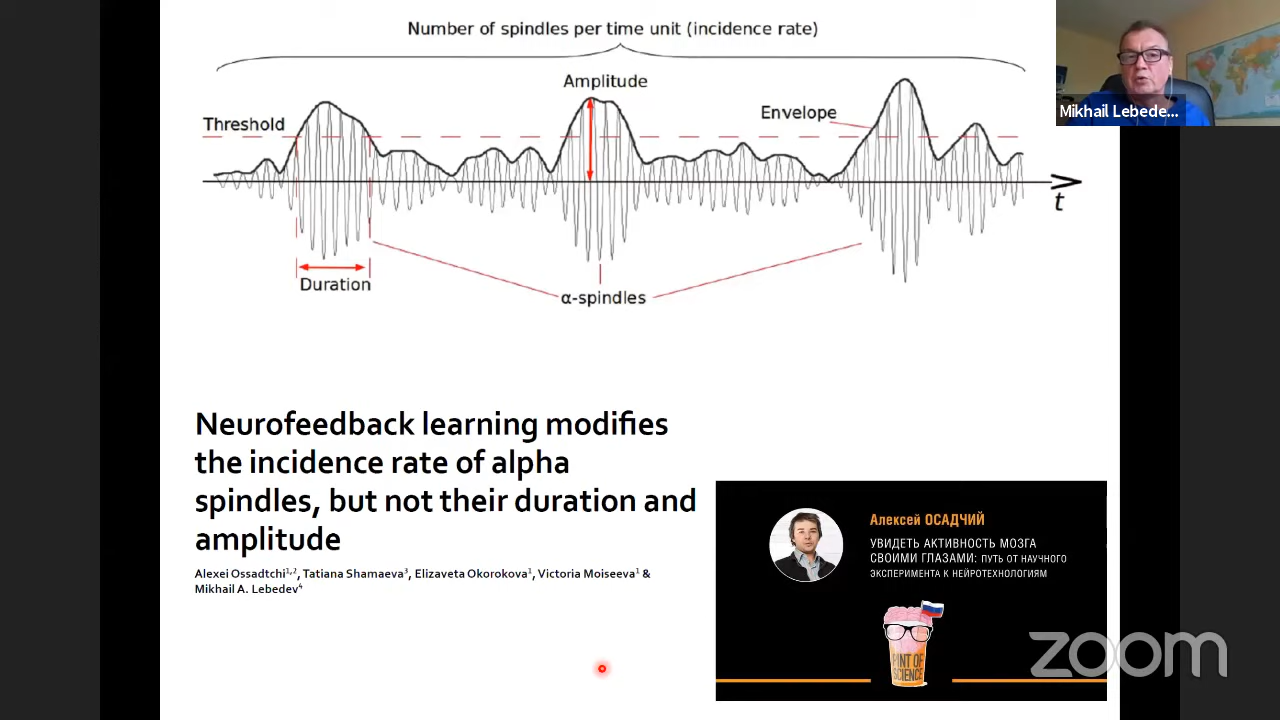 Number of spindles per time unit (incidence rate)
Amplitude
Threshold
Envelope
t
Duration
α-spindles
Mikhail Lebede...
Neurofeedback learning modifies
the incidence rate of alpha
spindles, but not their duration and
amplitude
Alexei Ossadtchi1,2, Tatiana Shamaeva3, Elizaveta Okorokova1, Victoria Moiseeva1 &
Mikhail A. Lebedev4
Алексей ОСАДЧИЙ
УВИДЕТЬ АКТИВНОСТЬ МОЗГА
СВОИМИ ГЛАЗАМИ: ПУТЬ ОТ НАУЧНОГО
ЭКСПЕРИМЕНТА К НЕЙРОТЕХНОЛОГИЯМ
PINT OF
SCIENCE
zoom